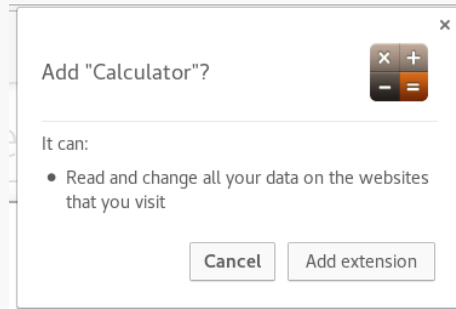 Add "Calculator"?
It can:
Read and change all your data on the websites
that you visit
Cancel
Add extension